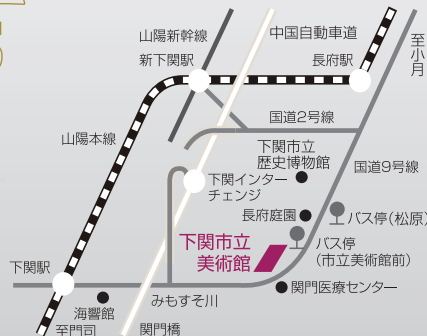 山陽新幹線
中国自動車道
新下関駅
長府駅
至小月
国道2号線
山陽本線
下関市立
歴史博物館
国道9号線
下関インター
チェンジ
長府庭園
バス停(松原)
下関市立
美術館
バス停
(市立美術館前)
下関駅
関門医療センター
海響館
みもすそ川
至門司
関門橋